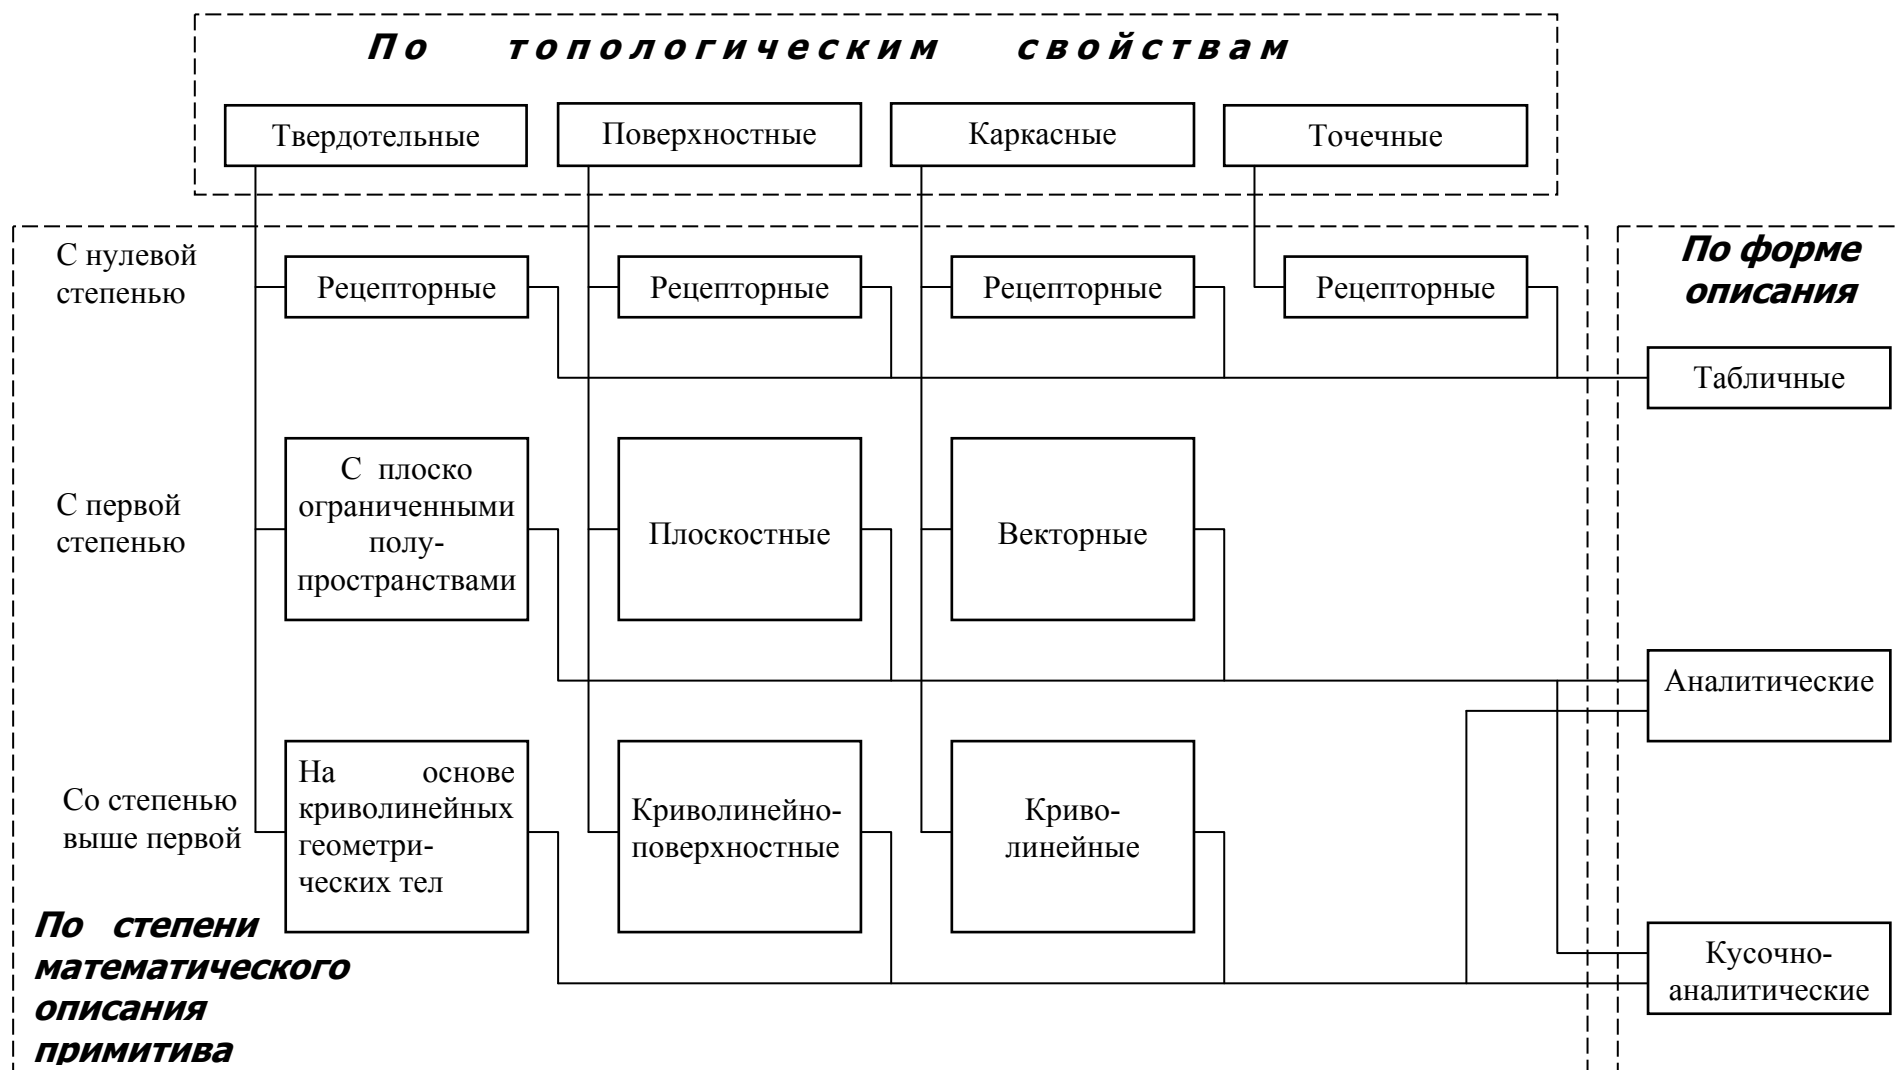 По топологическим свойствам
Твердотельные
Поверхностные
Каркасные
Точечные
С нулевой
степенью
Рецепторные
Рецепторные
Рецепторные
Рецепторные
По форме
описания
Табличные
С первой
степенью
С плоско
ограниченными
полу-
пространствами
Плоскостные
Векторные
Аналитические
Со степенью
выше первой
На основе
криволинейных
геометри-
ческих тел
Криволинейно-
поверхностные
Криво-
линейные
По степени
математического
описания
примитива
Кусочно-
аналитические